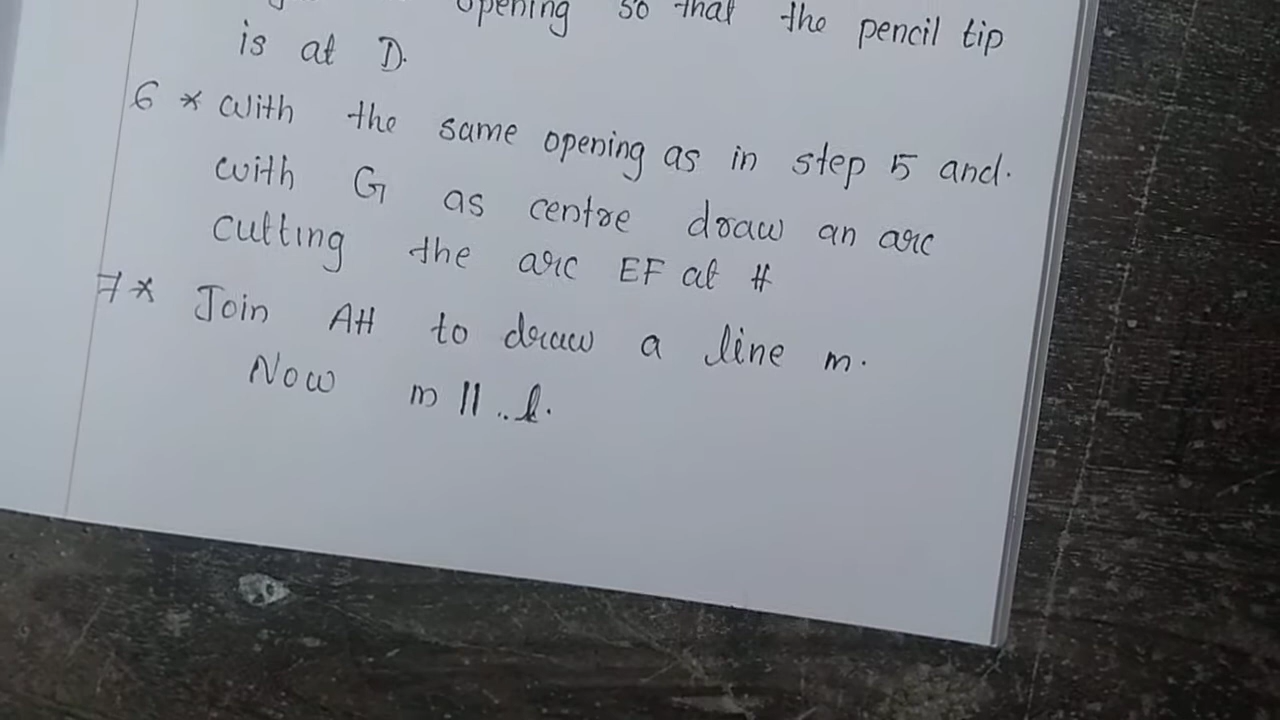 opening so that the pencil tip
is at D.
6 * with the same opening as in step 5 and.
with G as centre draw an arc
cutting the arc EF at H
7 * Join AH to draw a line m.
Now m || ..l.